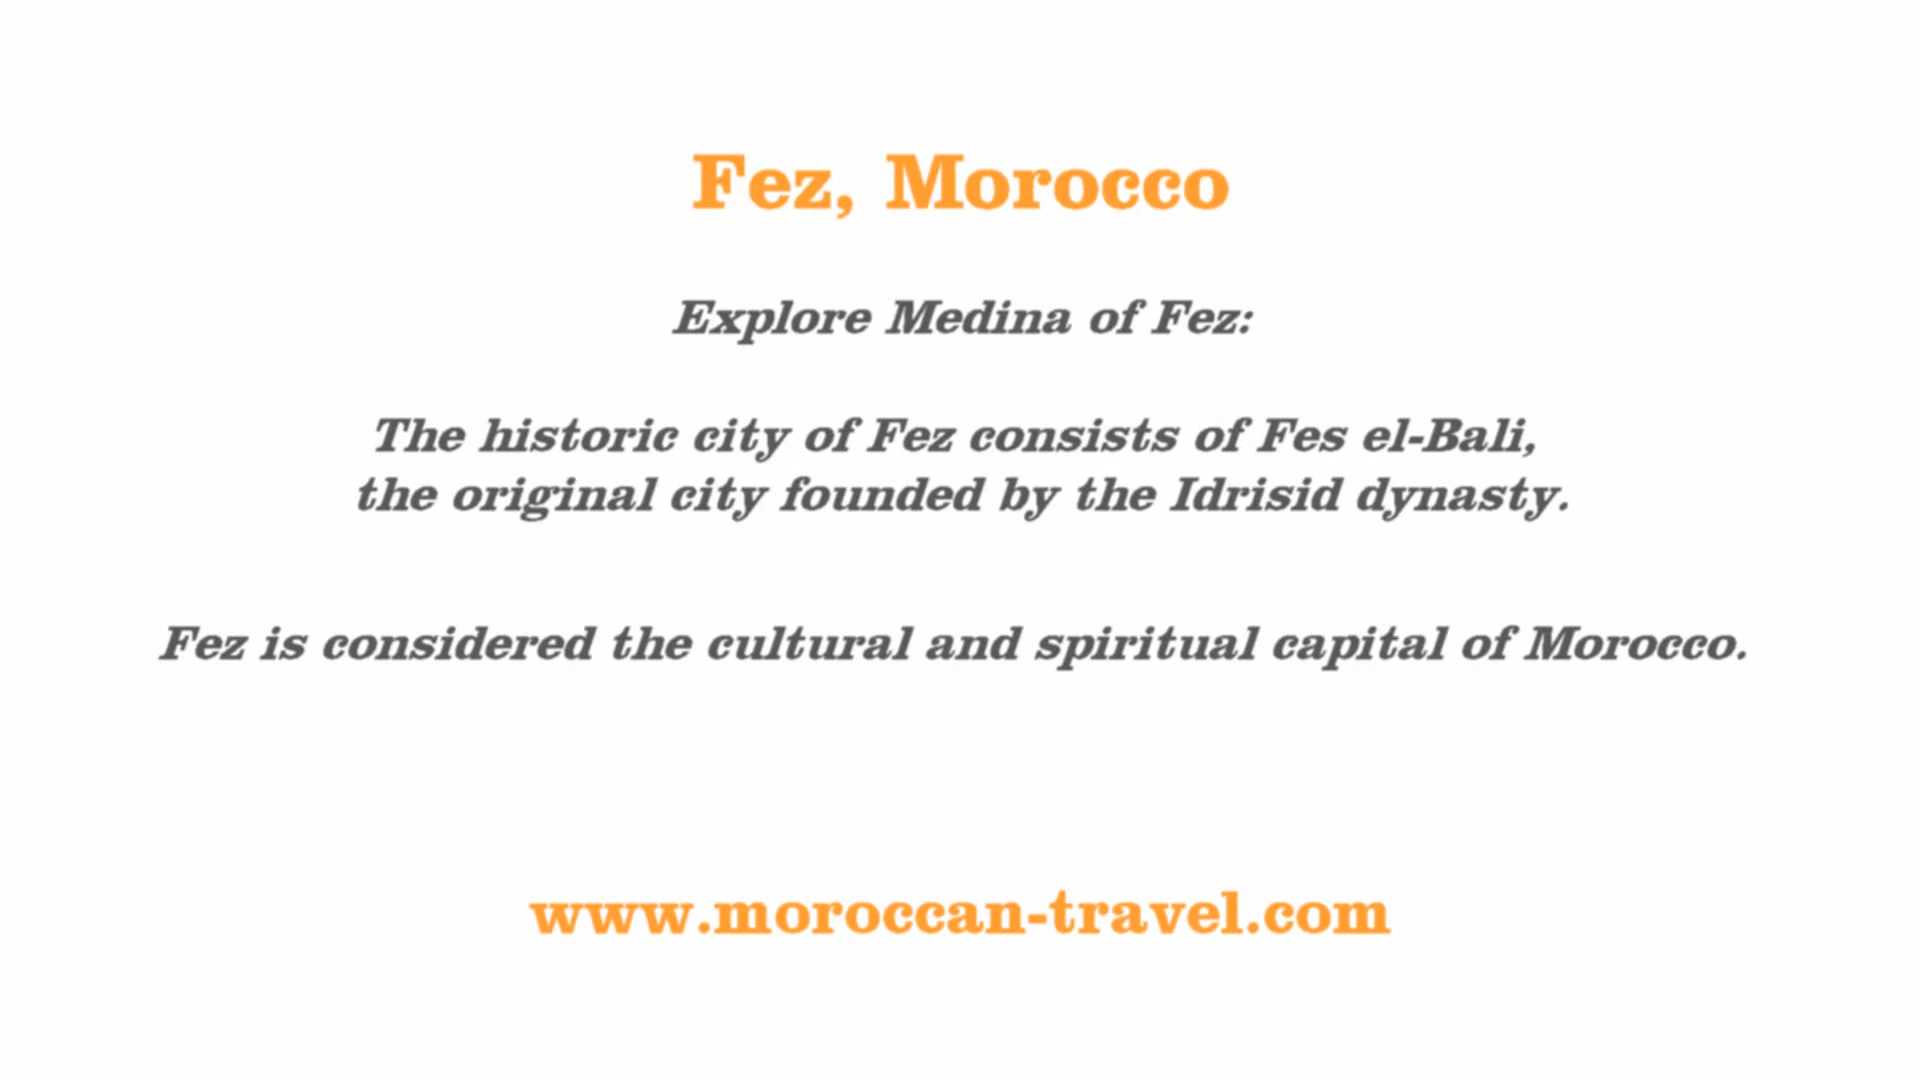 Fez, Morocco
Explore Medina of Fez:
The historic city of Fez consists of Fes el-Bali,
the original city founded by the Idrisid dynasty.
Fez is considered the cultural and spiritual capital of Morocco.
www.moroccan-travel.com